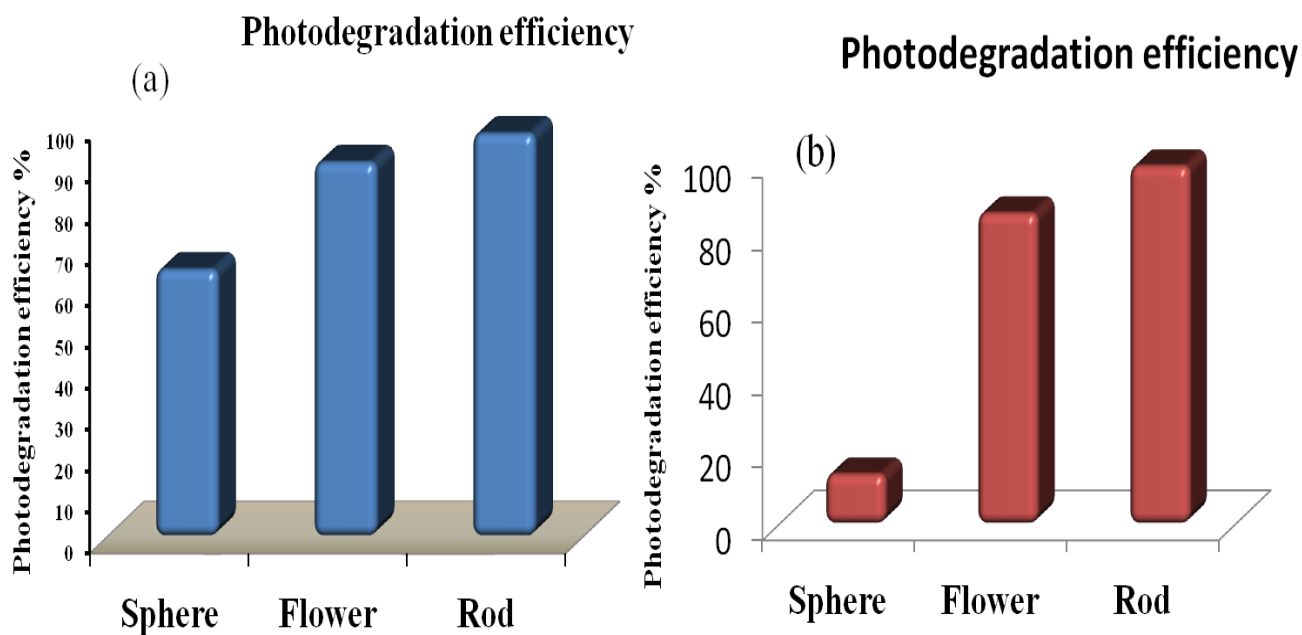 Photodegradation efficiency
(a)
Photodegradation efficiency %
100
90
80
70
60
50
40
30
20
10
0
Sphere Flower Rod
Photodegradation efficiency
(b)
Photodegradation efficiency %
100
80
60
40
20
0
Sphere Flower Rod